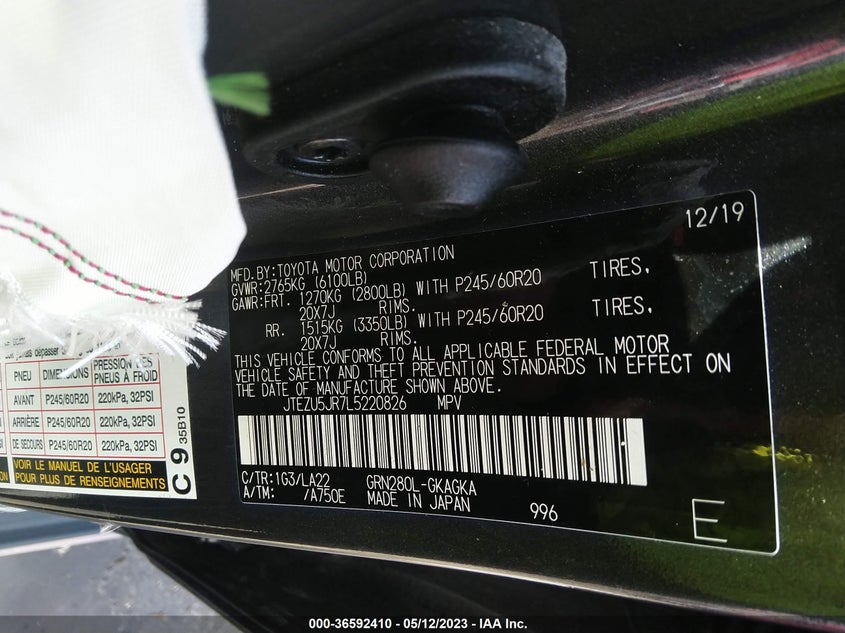 12/19
MFD.BY:TOYOTA MOTOR CORPORATION
GVWR:2765KG (6100LB)
GAWR:FRT. 1270KG (2800LB) WITH P245/60R20 TIRES,
20X7J RIMS.
RR. 1515KG (3350LB) WITH P245/60R20 TIRES,
20X7J RIMS.
THIS VEHICLE CONFORMS TO ALL APPLICABLE FEDERAL MOTOR
VEHICLE SAFETY AND THEFT PREVENTION STANDARDS IN EFFECT ON
THE DATE OF MANUFACTURE SHOWN ABOVE.
JTEZU5JR7L5220826 MPV
C/TR:1G3/LA22 GRN280L-GKAGKA
A/TM: /A750E MADE IN JAPAN 996
E
dépasser
PNEU DIMENSIONS PRESSION DES PNEUS À FROID
AVANT P245/60R20 220kPa, 32PSI
ARRIÈRE P245/60R20 220kPa, 32PSI
DE SECOURS P245/60R20 220kPa, 32PSI
VOIR LE MANUEL DE L'USAGER
POUR PLUS DE RENSEIGNEMENTS
C 9 35B10
000-36592410 - 05/12/2023 - IAA Inc.